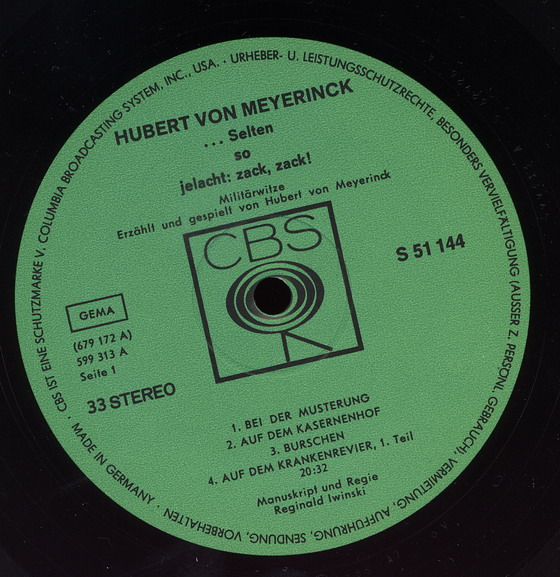 · CBS IST EINE SCHUTZMARKE V. COLUMBIA BROADCASTING SYSTEM, INC., USA. · URHEBER- U. LEISTUNGSSCHUTZRECHTE, BESONDERS VERVIELFÄLTIGUNG (AUSSER Z. PERSÖNL. GEBRAUCH), VERMIETUNG, AUFFÜHRUNG, SENDUNG, VORBEHALTEN · MADE IN GERMANY
HUBERT VON MEYERINCK
... Selten
so
jelacht: zack, zack!
Militärwitze
Erzählt und gespielt von Hubert von Meyerinck
CBS
S 51 144
GEMA
(679 172 A)
599 313 A
Seite 1
33 STEREO
1. BEI DER MUSTERUNG
2. AUF DEM KASERNENHOF
3. BURSCHEN
4. AUF DEM KRANKENREVIER, 1. Teil
20:32
Manuskript und Regie
Reginald Iwinski